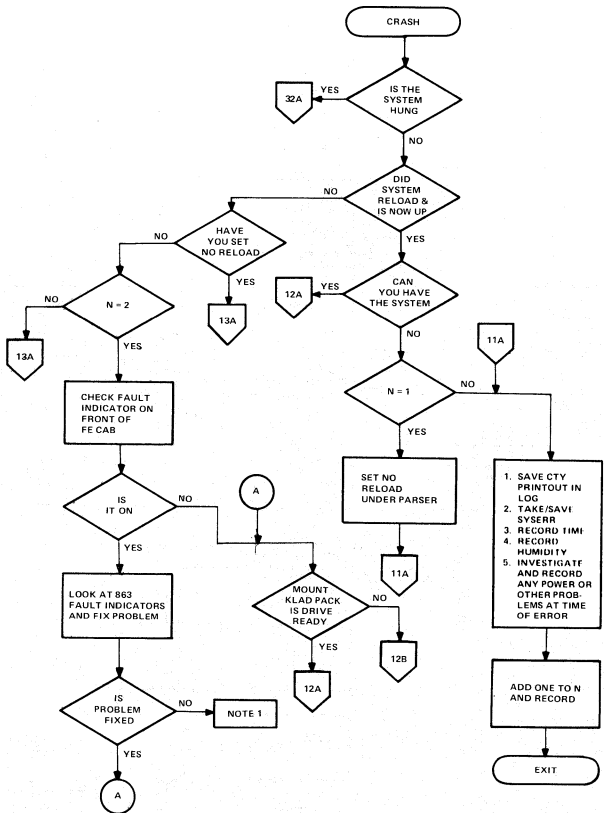 CRASH
IS THE
SYSTEM
HUNG
YES
32A
NO
DID
SYSTEM
RELOAD &
IS NOW UP
NO
YES
HAVE
YOU SET
NO RELOAD
NO
YES
13A
CAN
YOU HAVE
THE SYSTEM
YES
12A
NO
N = 2
NO
13A
YES
11A
N = 1
NO
YES
CHECK FAULT
INDICATOR ON
FRONT OF
FE CAB
SET NO
RELOAD
UNDER PARSER
11A
1. SAVE CTY
PRINTOUT IN
LOG
2. TAKE/SAVE
SYSERR
3. RECORD TIME
4. RECORD
HUMIDITY
5. INVESTIGATE
AND RECORD
ANY POWER OR
OTHER PROB-
LEMS AT TIME
OF ERROR
IS
IT ON
NO
YES
A
LOOK AT 863
FAULT INDICATORS
AND FIX PROBLEM
MOUNT
KLAD PACK
IS DRIVE
READY
NO
12B
YES
12A
IS
PROBLEM
FIXED
NO
NOTE 1
YES
A
ADD ONE TO N
AND RECORD
EXIT